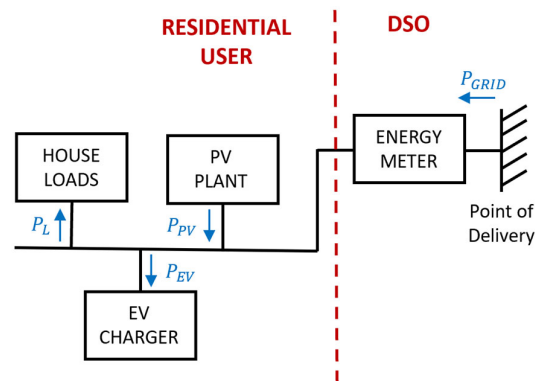 RESIDENTIAL
USER
DSO
P_GRID
ENERGY
METER
HOUSE
LOADS
PV
PLANT
Point of
Delivery
P_L
P_PV
P_EV
EV
CHARGER